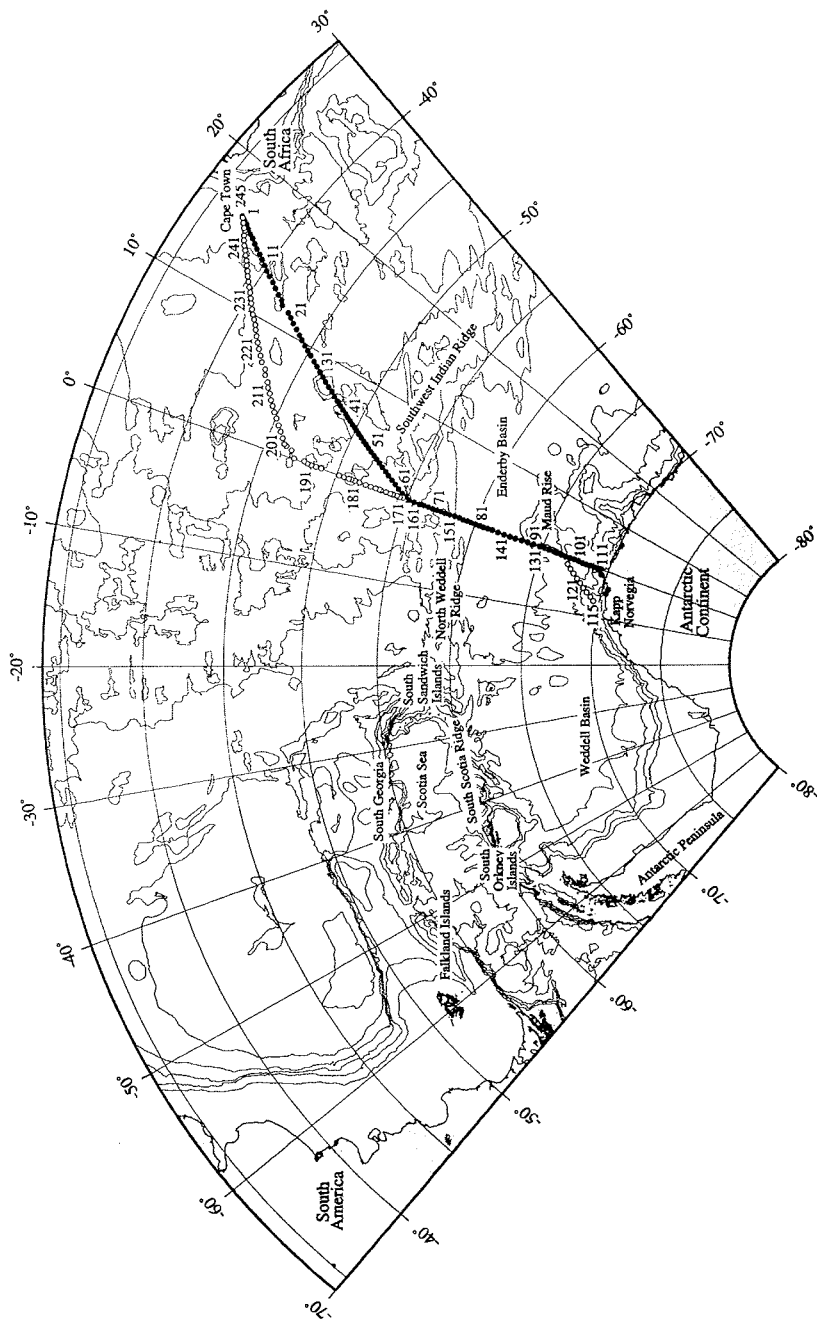 -70°
-60°
-50°
-40°
-30°
-20°
-10°
0°
10°
20°
30°
-40°
-50°
-60°
-70°
-80°
-40°
-50°
-60°
-70°
-80°
South
America
Falkland Islands
South Georgia
Scotia Sea
South
Sandwich
Islands
South Scotia Ridge
South
Orkney
Islands
Antarctic Peninsula
Weddell Basin
North Weddell
Ridge
Southwest Indian Ridge
Enderby Basin
Maud Rise
Kapp
Norvegia
Antarctic
Continent
South
Africa
Cape Town
1
11
21
31
41
51
61
71
81
91
101
111
115
121
131
141
151
161
171
181
191
201
211
221
231
241
245